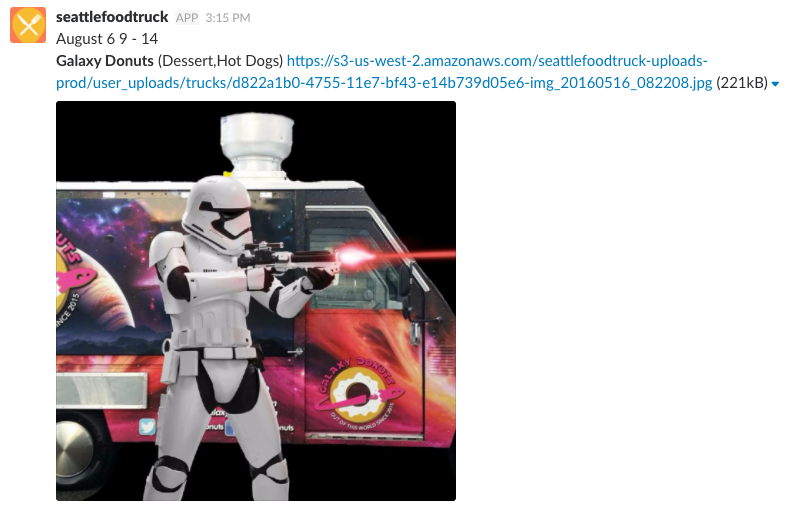 seattlefoodtruck APP 3:15 PM
August 6 9 - 14
Galaxy Donuts (Dessert,Hot Dogs) https://s3-us-west-2.amazonaws.com/seattlefoodtruck-uploads-
prod/user_uploads/trucks/d822a1b0-4755-11e7-bf43-e14b739d05e6-img_20160516_082208.jpg (221kB)
NUTS
SINCE 2015
GALAXY DONUTS
OUT OF THIS WORLD SINCE 2015